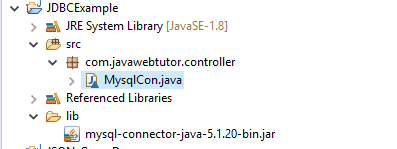 JDBCExample
JRE System Library [JavaSE-1.8]
src
com.javawebtutor.controller
MysqlCon.java
Referenced Libraries
lib
mysql-connector-java-5.1.20-bin.jar